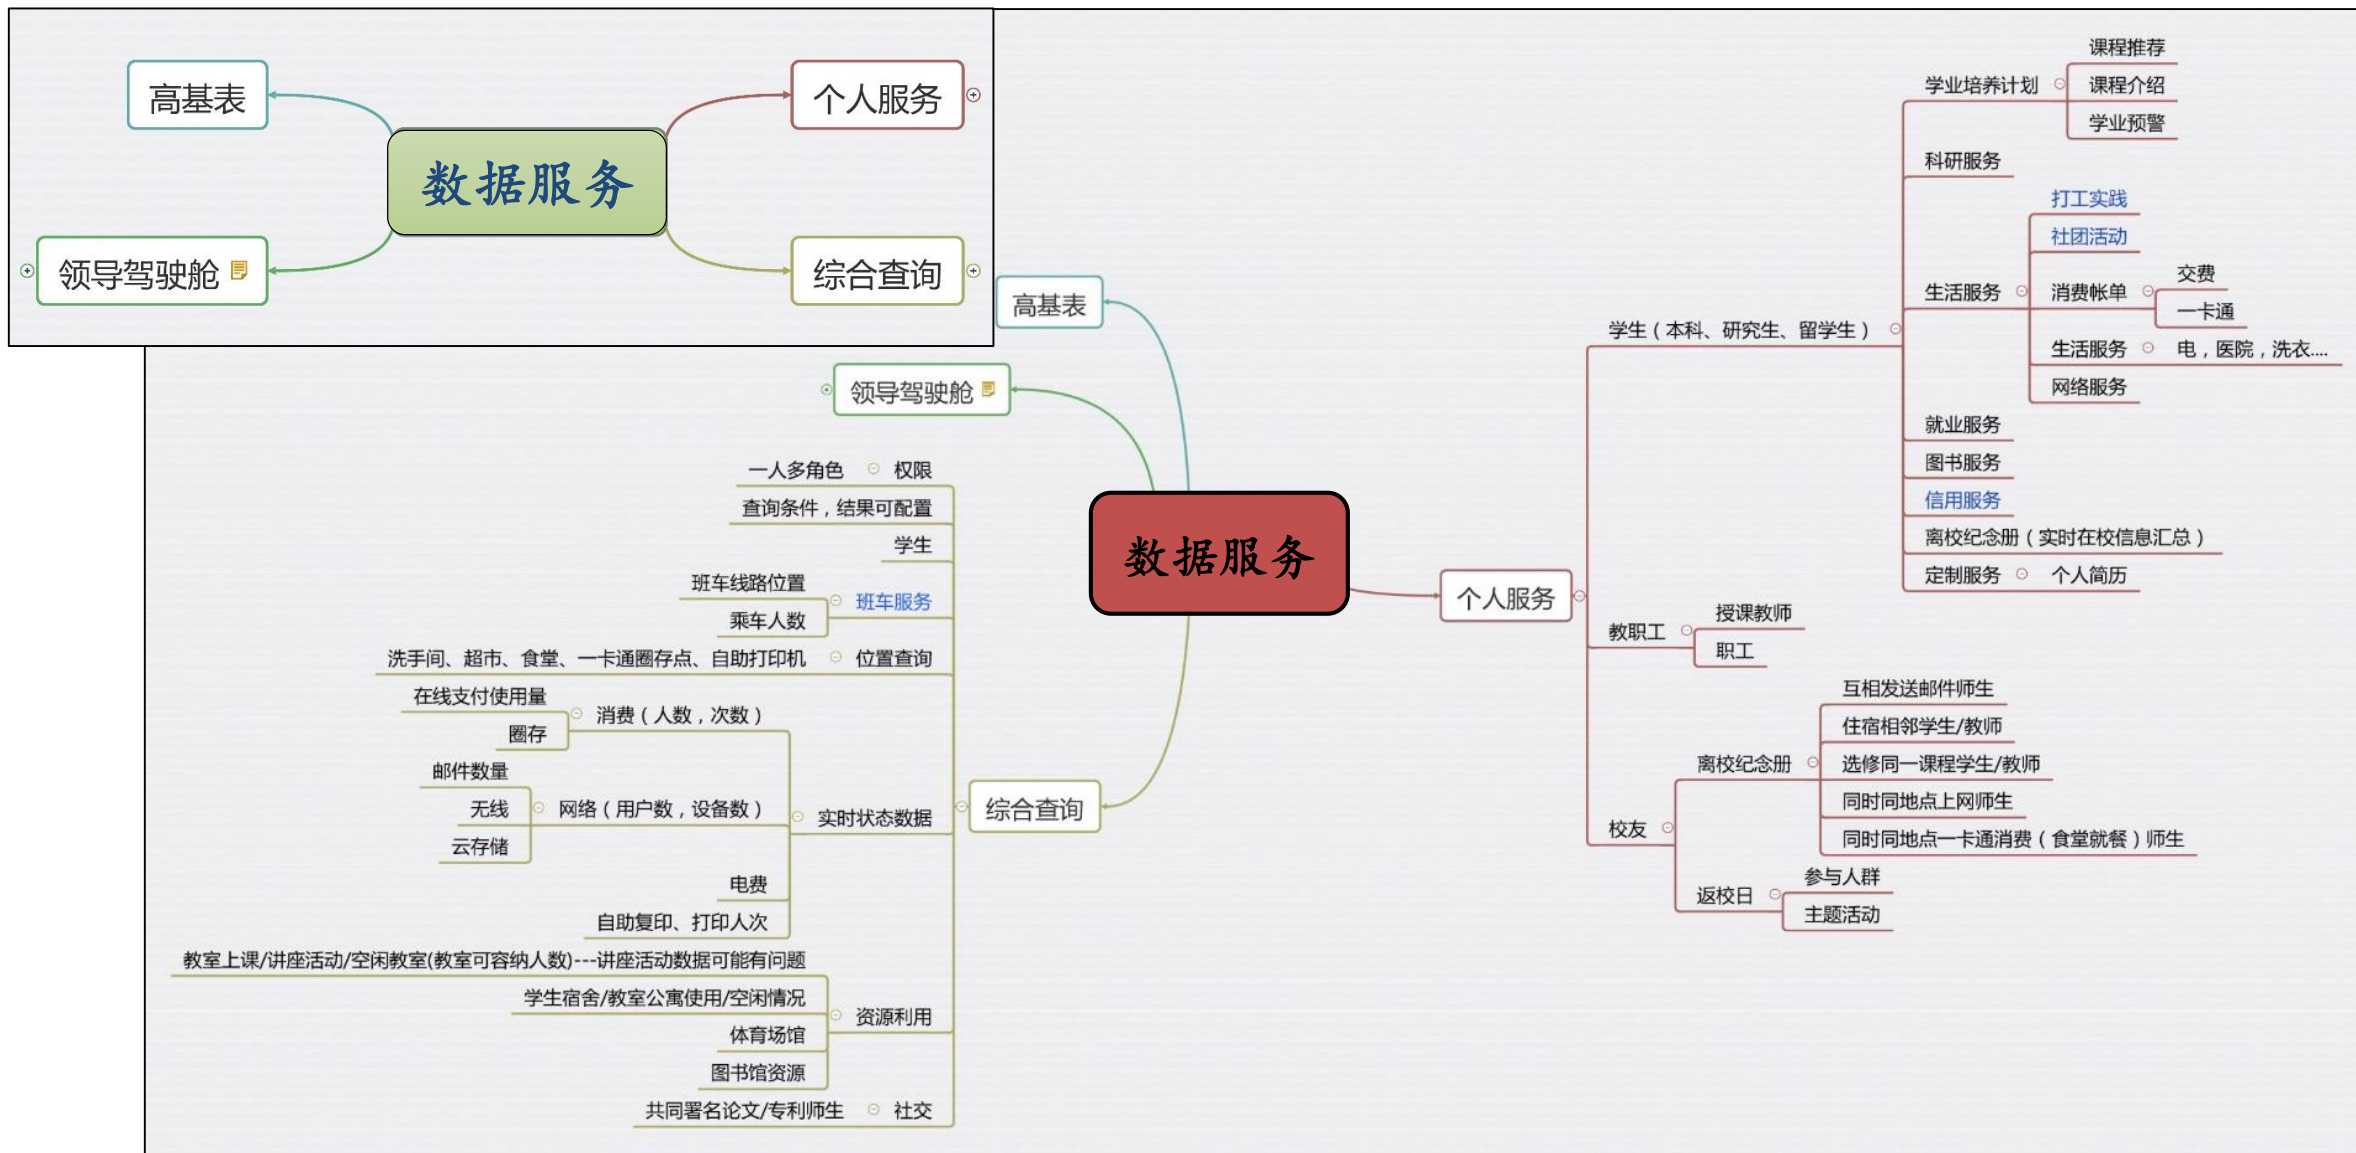 高基表
个人服务
数据服务
领导驾驶舱
综合查询
高基表
领导驾驶舱
数据服务
一人多角色
权限
查询条件，结果可配置
学生
班车线路位置
班车服务
乘车人数
洗手间、超市、食堂、一卡通圈存点、自助打印机
位置查询
在线支付使用量
消费（人数，次数）
圈存
邮件数量
无线
网络（用户数，设备数）
云存储
实时状态数据
综合查询
电费
自助复印、打印人次
教室上课/讲座活动/空闲教室(教室可容纳人数)---讲座活动数据可能有问题
学生宿舍/教室公寓使用/空闲情况
资源利用
体育场馆
图书馆资源
共同署名论文/专利师生
社交
个人服务
学生（本科、研究生、留学生）
学业培养计划
课程推荐
课程介绍
学业预警
科研服务
生活服务
打工实践
社团活动
消费帐单
交费
一卡通
生活服务
电，医院，洗衣....
网络服务
就业服务
图书服务
信用服务
离校纪念册（实时在校信息汇总）
定制服务
个人简历
教职工
授课教师
职工
校友
离校纪念册
互相发送邮件师生
住宿相邻学生/教师
选修同一课程学生/教师
同时同地点上网师生
同时同地点一卡通消费（食堂就餐）师生
返校日
参与人群
主题活动